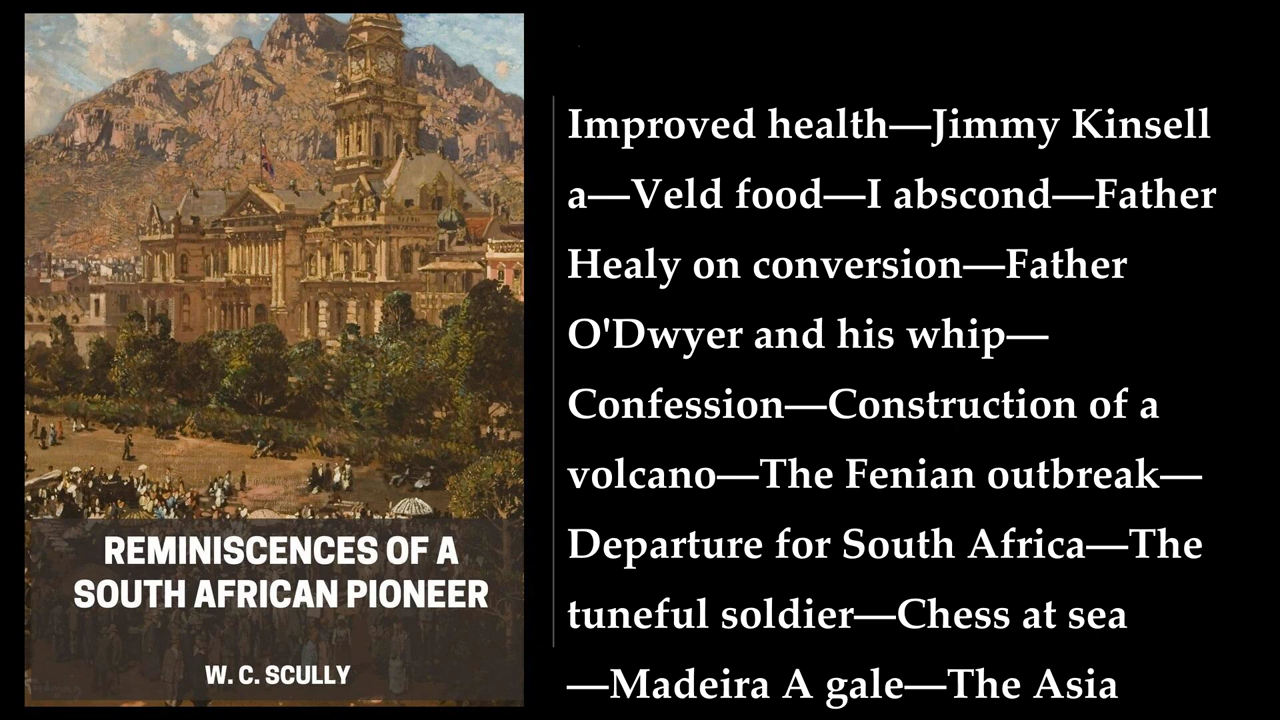 REMINISCENCES OF A
SOUTH AFRICAN PIONEER
W. C. SCULLY
Improved health—Jimmy Kinsell
a—Veld food—I abscond—Father
Healy on conversion—Father
O'Dwyer and his whip—
Confession—Construction of a
volcano—The Fenian outbreak—
Departure for South Africa—The
tuneful soldier—Chess at sea
—Madeira A gale—The Asia